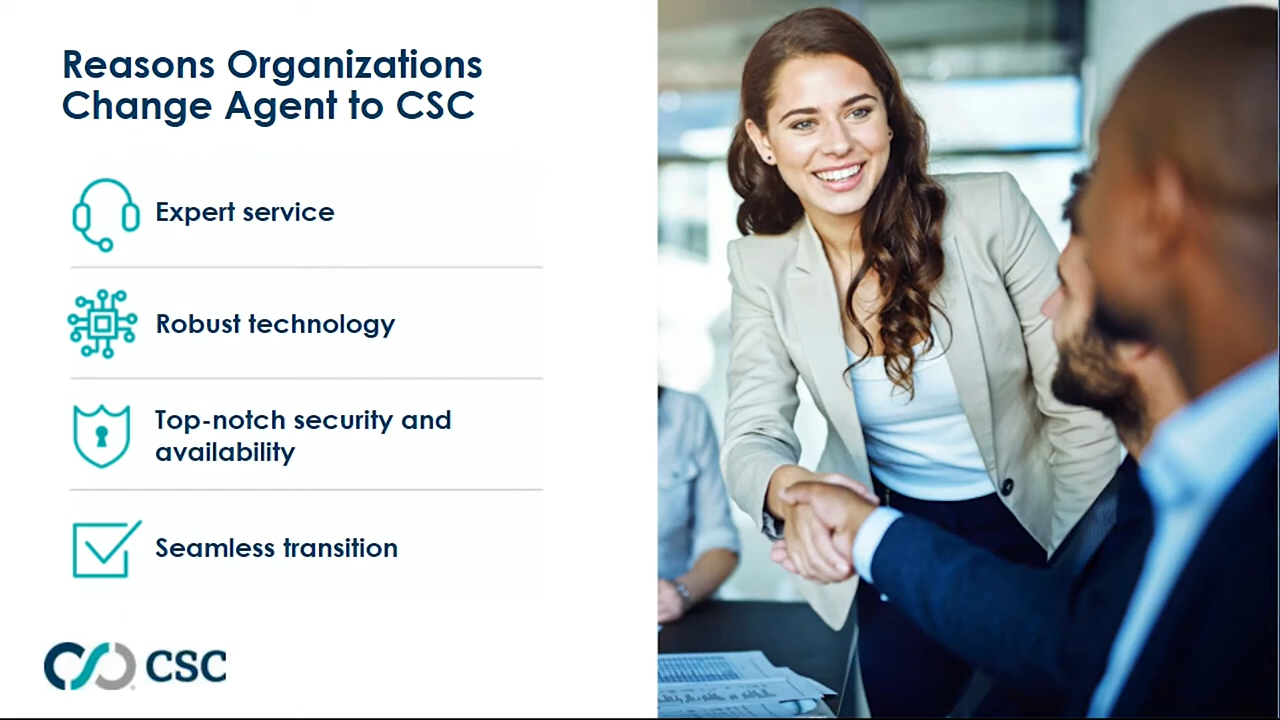 Reasons Organizations
Change Agent to CSC
Expert service
Robust technology
Top-notch security and
availability
Seamless transition
CSC